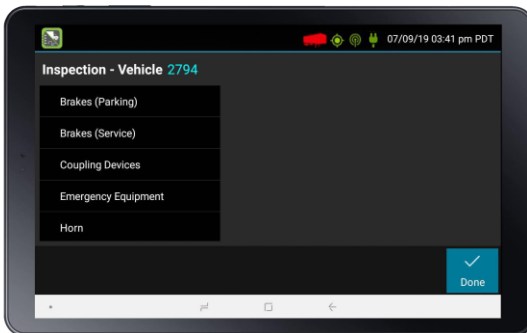 07/09/19 03:41 pm PDT
Inspection - Vehicle 2794
Brakes (Parking)
Brakes (Service)
Coupling Devices
Emergency Equipment
Horn
Done